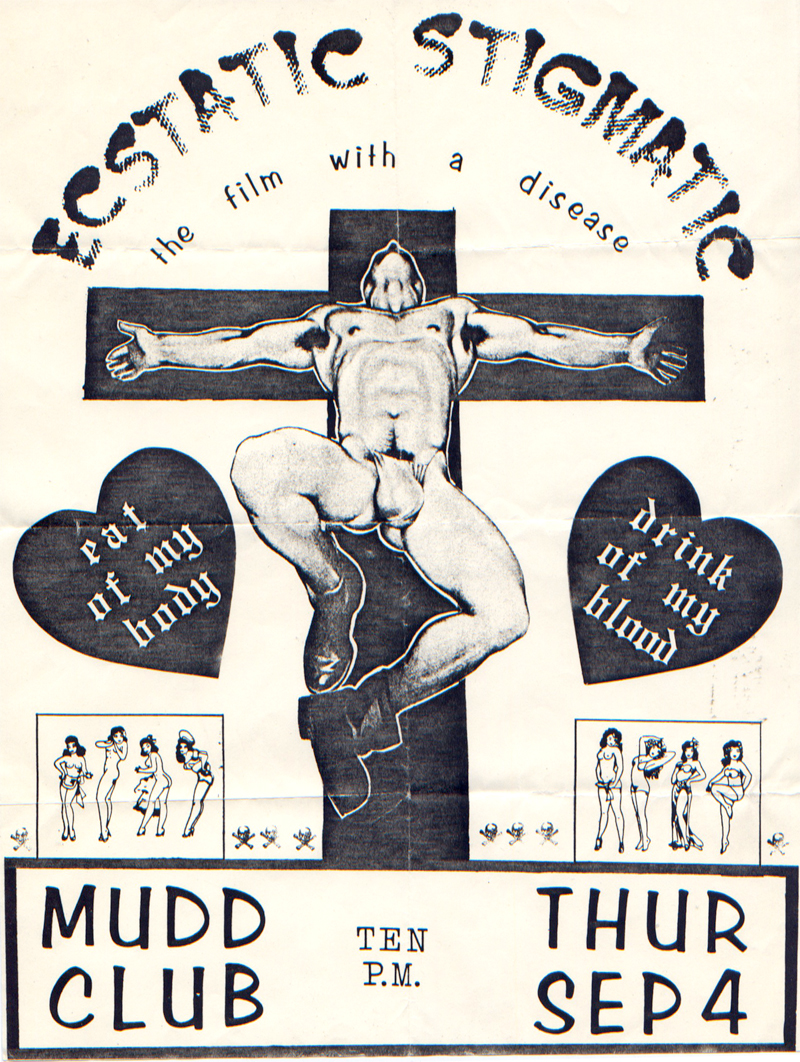 ECSTATIC STIGMATIC
the film with a disease
eat
of my
body
drink
of my
blood
MUDD
CLUB
TEN
P.M.
THUR
SEP 4